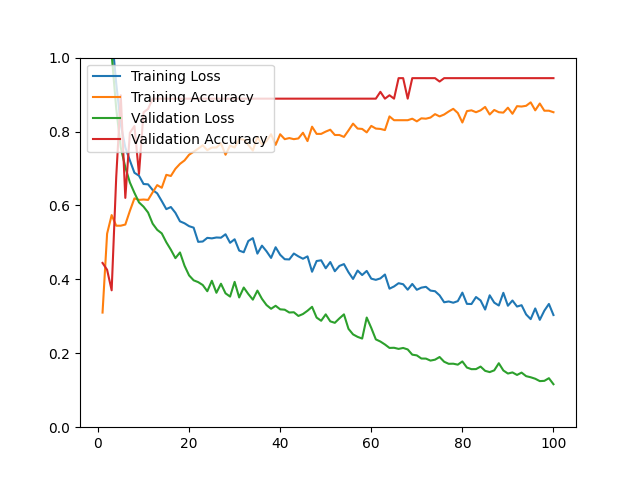 1.0
0.8
0.6
0.4
0.2
0.0
Training Loss
Training Accuracy
Validation Loss
Validation Accuracy
0 20 40 60 80 100